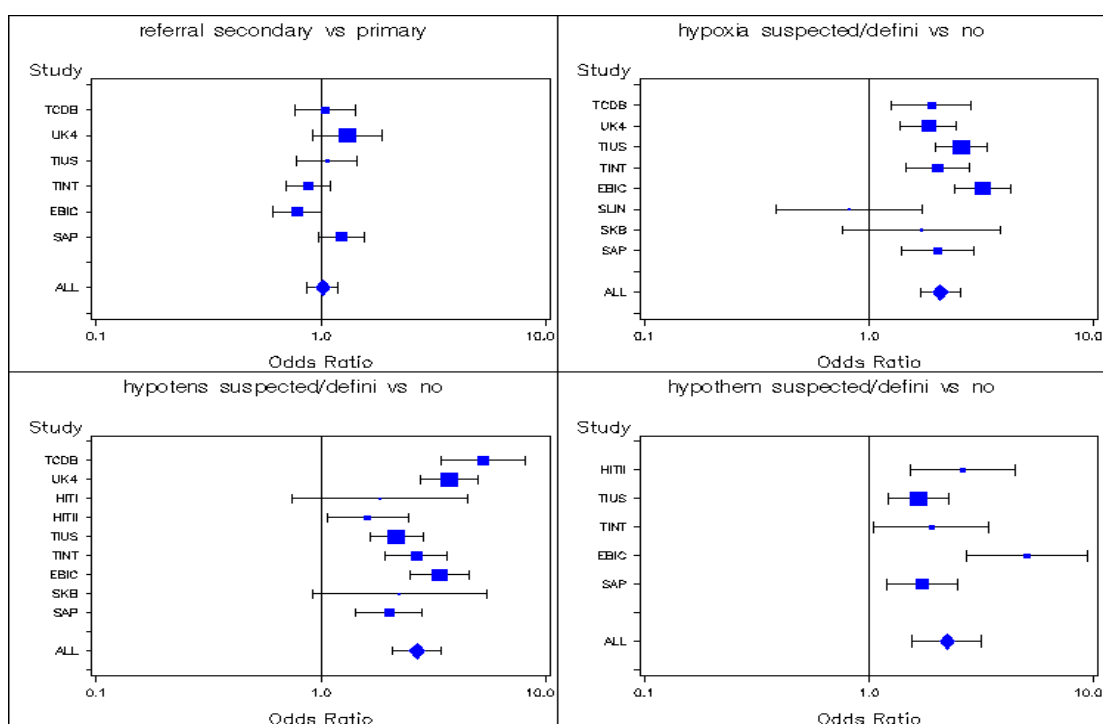 referral secondary vs primary
Study
TCDB
UK4
TIUS
TINT
EBIC
SAP
ALL
0.1 1.0 10.0
Odds Ratio
hypoxia suspected/defini vs no
Study
TCDB
UK4
TIUS
TINT
EBIC
SLIN
SKB
SAP
ALL
0.1 1.0 10.0
Odds Ratio
hypotens suspected/defini vs no
Study
TCDB
UK4
HITI
HITII
TIUS
TINT
EBIC
SKB
SAP
ALL
0.1 1.0 10.0
Odds Ratio
hypothem suspected/defini vs no
Study
HITII
TIUS
TINT
EBIC
SAP
ALL
0.1 1.0 10.0
Odds Ratio